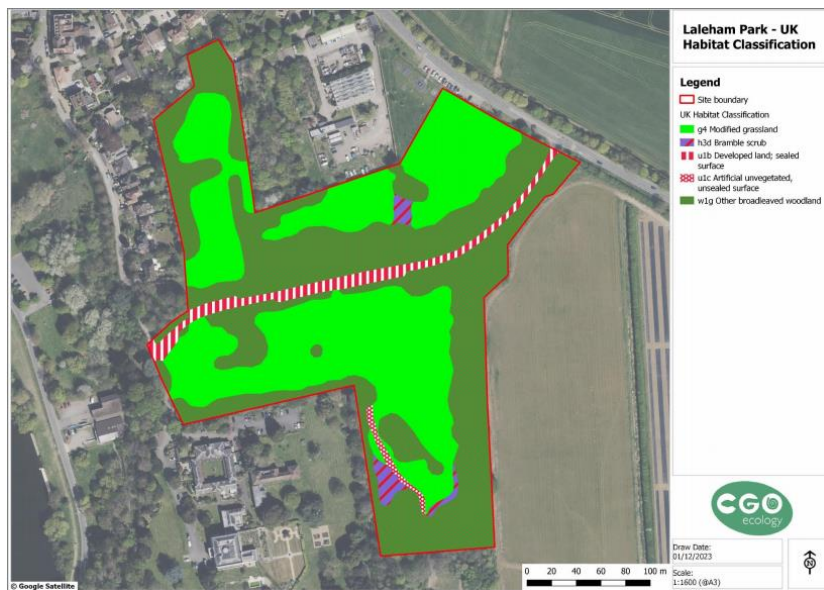 Laleham Park - UK
Habitat Classification
Legend
Site boundary
UK Habitat Classification
g4 Modified grassland
h3d Bramble scrub
u1b Developed land; sealed
surface
u1c Artificial unvegetated,
unsealed surface
w1g Other broadleaved woodland
CGO
ecology
Draw Date:
01/12/2023
Scale:
1:1600 (@A3)
N
0 20 40 60 80 100 m
© Google Satellite